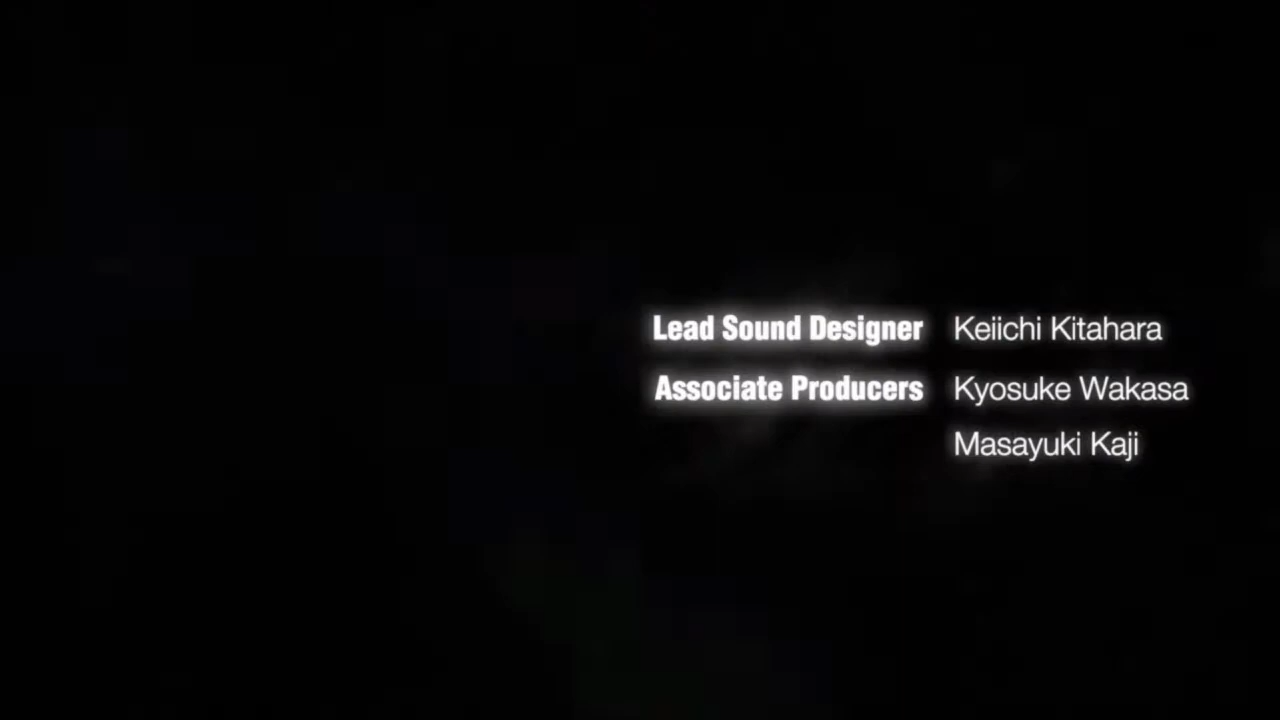 Lead Sound Designer Keiichi Kitahara
Associate Producers Kyosuke Wakasa
Masayuki Kaji